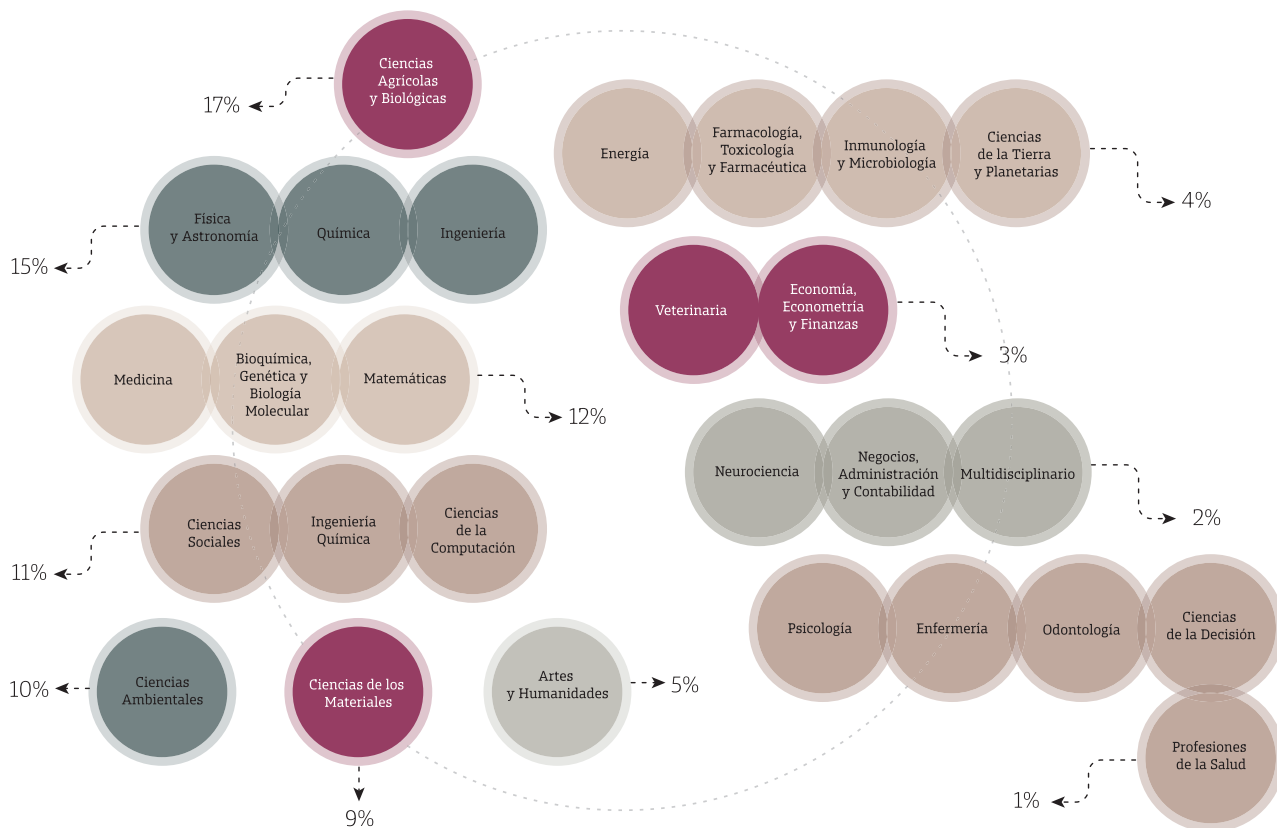 Ciencias
Agrícolas
y Biológicas
17%
Física
y Astronomía
Química
Ingeniería
15%
Medicina
Bioquímica,
Genética y
Biología
Molecular
Matemáticas
12%
Ciencias
Sociales
Ingeniería
Química
Ciencias
de la
Computación
11%
Ciencias
Ambientales
10%
Ciencias de los
Materiales
9%
Artes
y Humanidades
5%
Energía
Farmacología,
Toxicología
y Farmacéutica
Inmunología
y Microbiología
Ciencias
de la Tierra
y Planetarias
4%
Veterinaria
Economía,
Econometría
y Finanzas
3%
Neurociencia
Negocios,
Administración
y Contabilidad
Multidisciplinario
2%
Psicología
Enfermería
Odontología
Ciencias
de la Decisión
Profesiones
de la Salud
1%